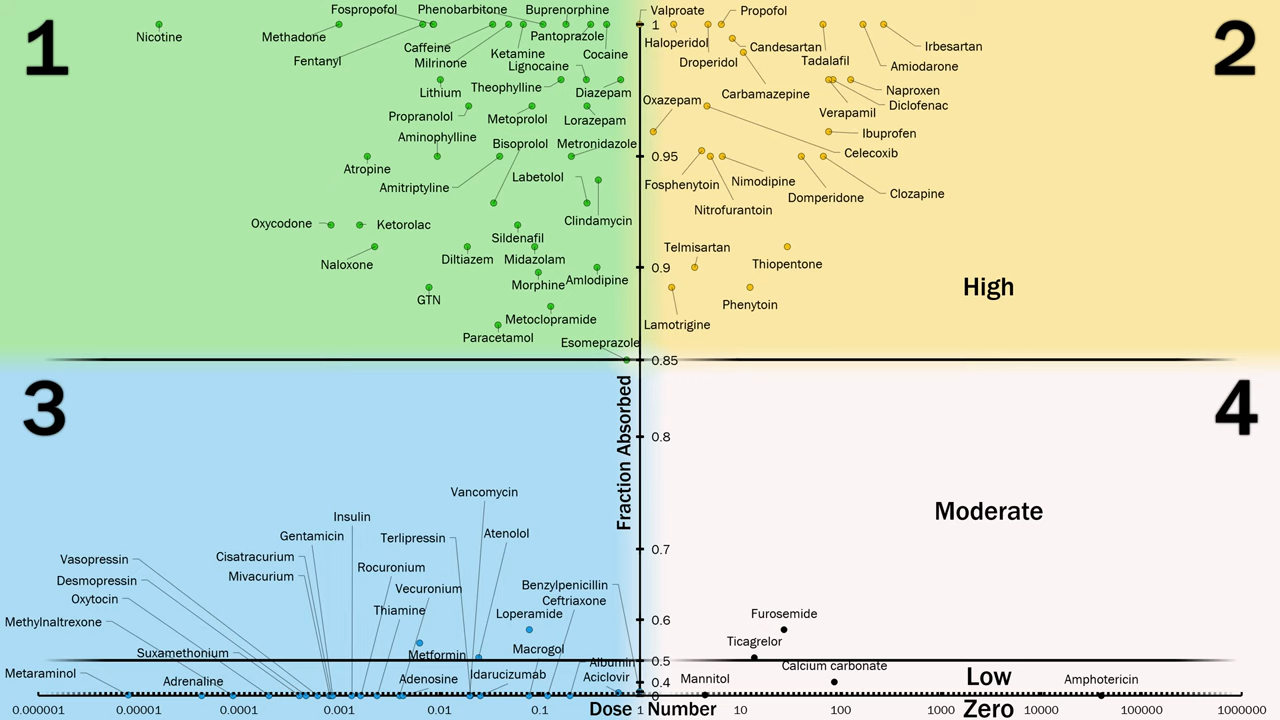 1
2
Nicotine
Methadone
Fospropofol
Fentanyl
Phenobarbitone
Caffeine
Milrinone
Buprenorphine
Pantoprazole
Ketamine
Cocaine
Lignocaine
Lithium
Theophylline
Diazepam
Propranolol
Metoprolol
Lorazepam
Aminophylline
Bisoprolol
Metronidazole
Atropine
Amitriptyline
Labetolol
Clindamycin
Oxycodone
Ketorolac
Sildenafil
Naloxone
Diltiazem
Midazolam
Morphine
Amlodipine
GTN
Metoclopramide
Paracetamol
Esomeprazole
Valproate
Propofol
1
Haloperidol
Droperidol
Candesartan
Tadalafil
Irbesartan
Amiodarone
Carbamazepine
Naproxen
Diclofenac
Verapamil
Oxazepam
Ibuprofen
Celecoxib
0.95
Fosphenytoin
Nimodipine
Nitrofurantoin
Domperidone
Clozapine
Telmisartan
Thiopentone
0.9
Phenytoin
Lamotrigine
High
0.85
3
4
Fraction Absorbed
0.8
0.7
0.6
0.5
0.4
0
Moderate
Vancomycin
Insulin
Gentamicin
Terlipressin
Atenolol
Vasopressin
Cisatracurium
Mivacurium
Rocuronium
Desmopressin
Vecuronium
Benzylpenicillin
Ceftriaxone
Oxytocin
Thiamine
Loperamide
Methylnaltrexone
Suxamethonium
Metformin
Macrogol
Albumin
Metaraminol
Adrenaline
Adenosine
Idarucizumab
Aciclovir
Furosemide
Ticagrelor
Calcium carbonate
Mannitol
Low
Amphotericin
0.000001
0.00001
0.0001
0.001
0.01
0.1
Dose
1
Number
10
100
1000
Zero
10000
100000
1000000